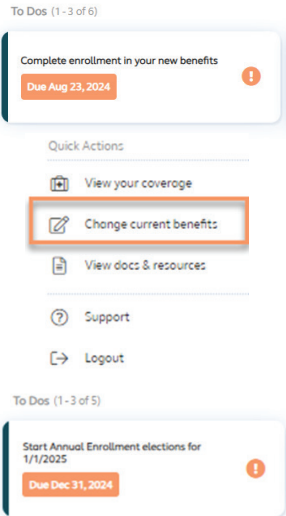 To Dos (1-3 of 6)
Complete enrollment in your new benefits
Due Aug 23, 2024
Quick Actions
View your coverage
Change current benefits
View docs & resources
Support
Logout
To Dos (1-3 of 5)
Start Annual Enrollment elections for
1/1/2025
Due Dec 31, 2024